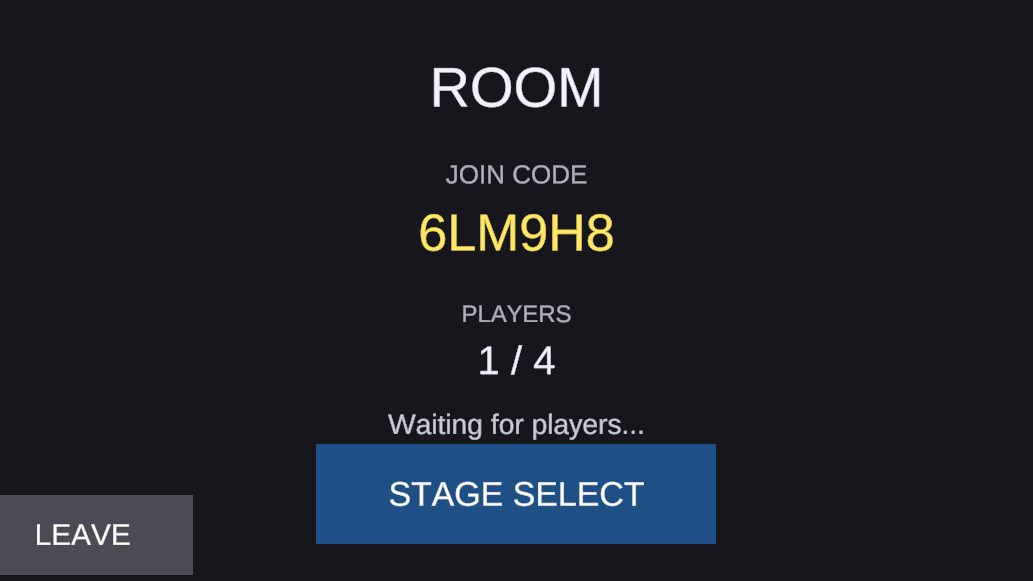 ROOM
JOIN CODE
6LM9H8
PLAYERS
1 / 4
Waiting for players...
STAGE SELECT
LEAVE